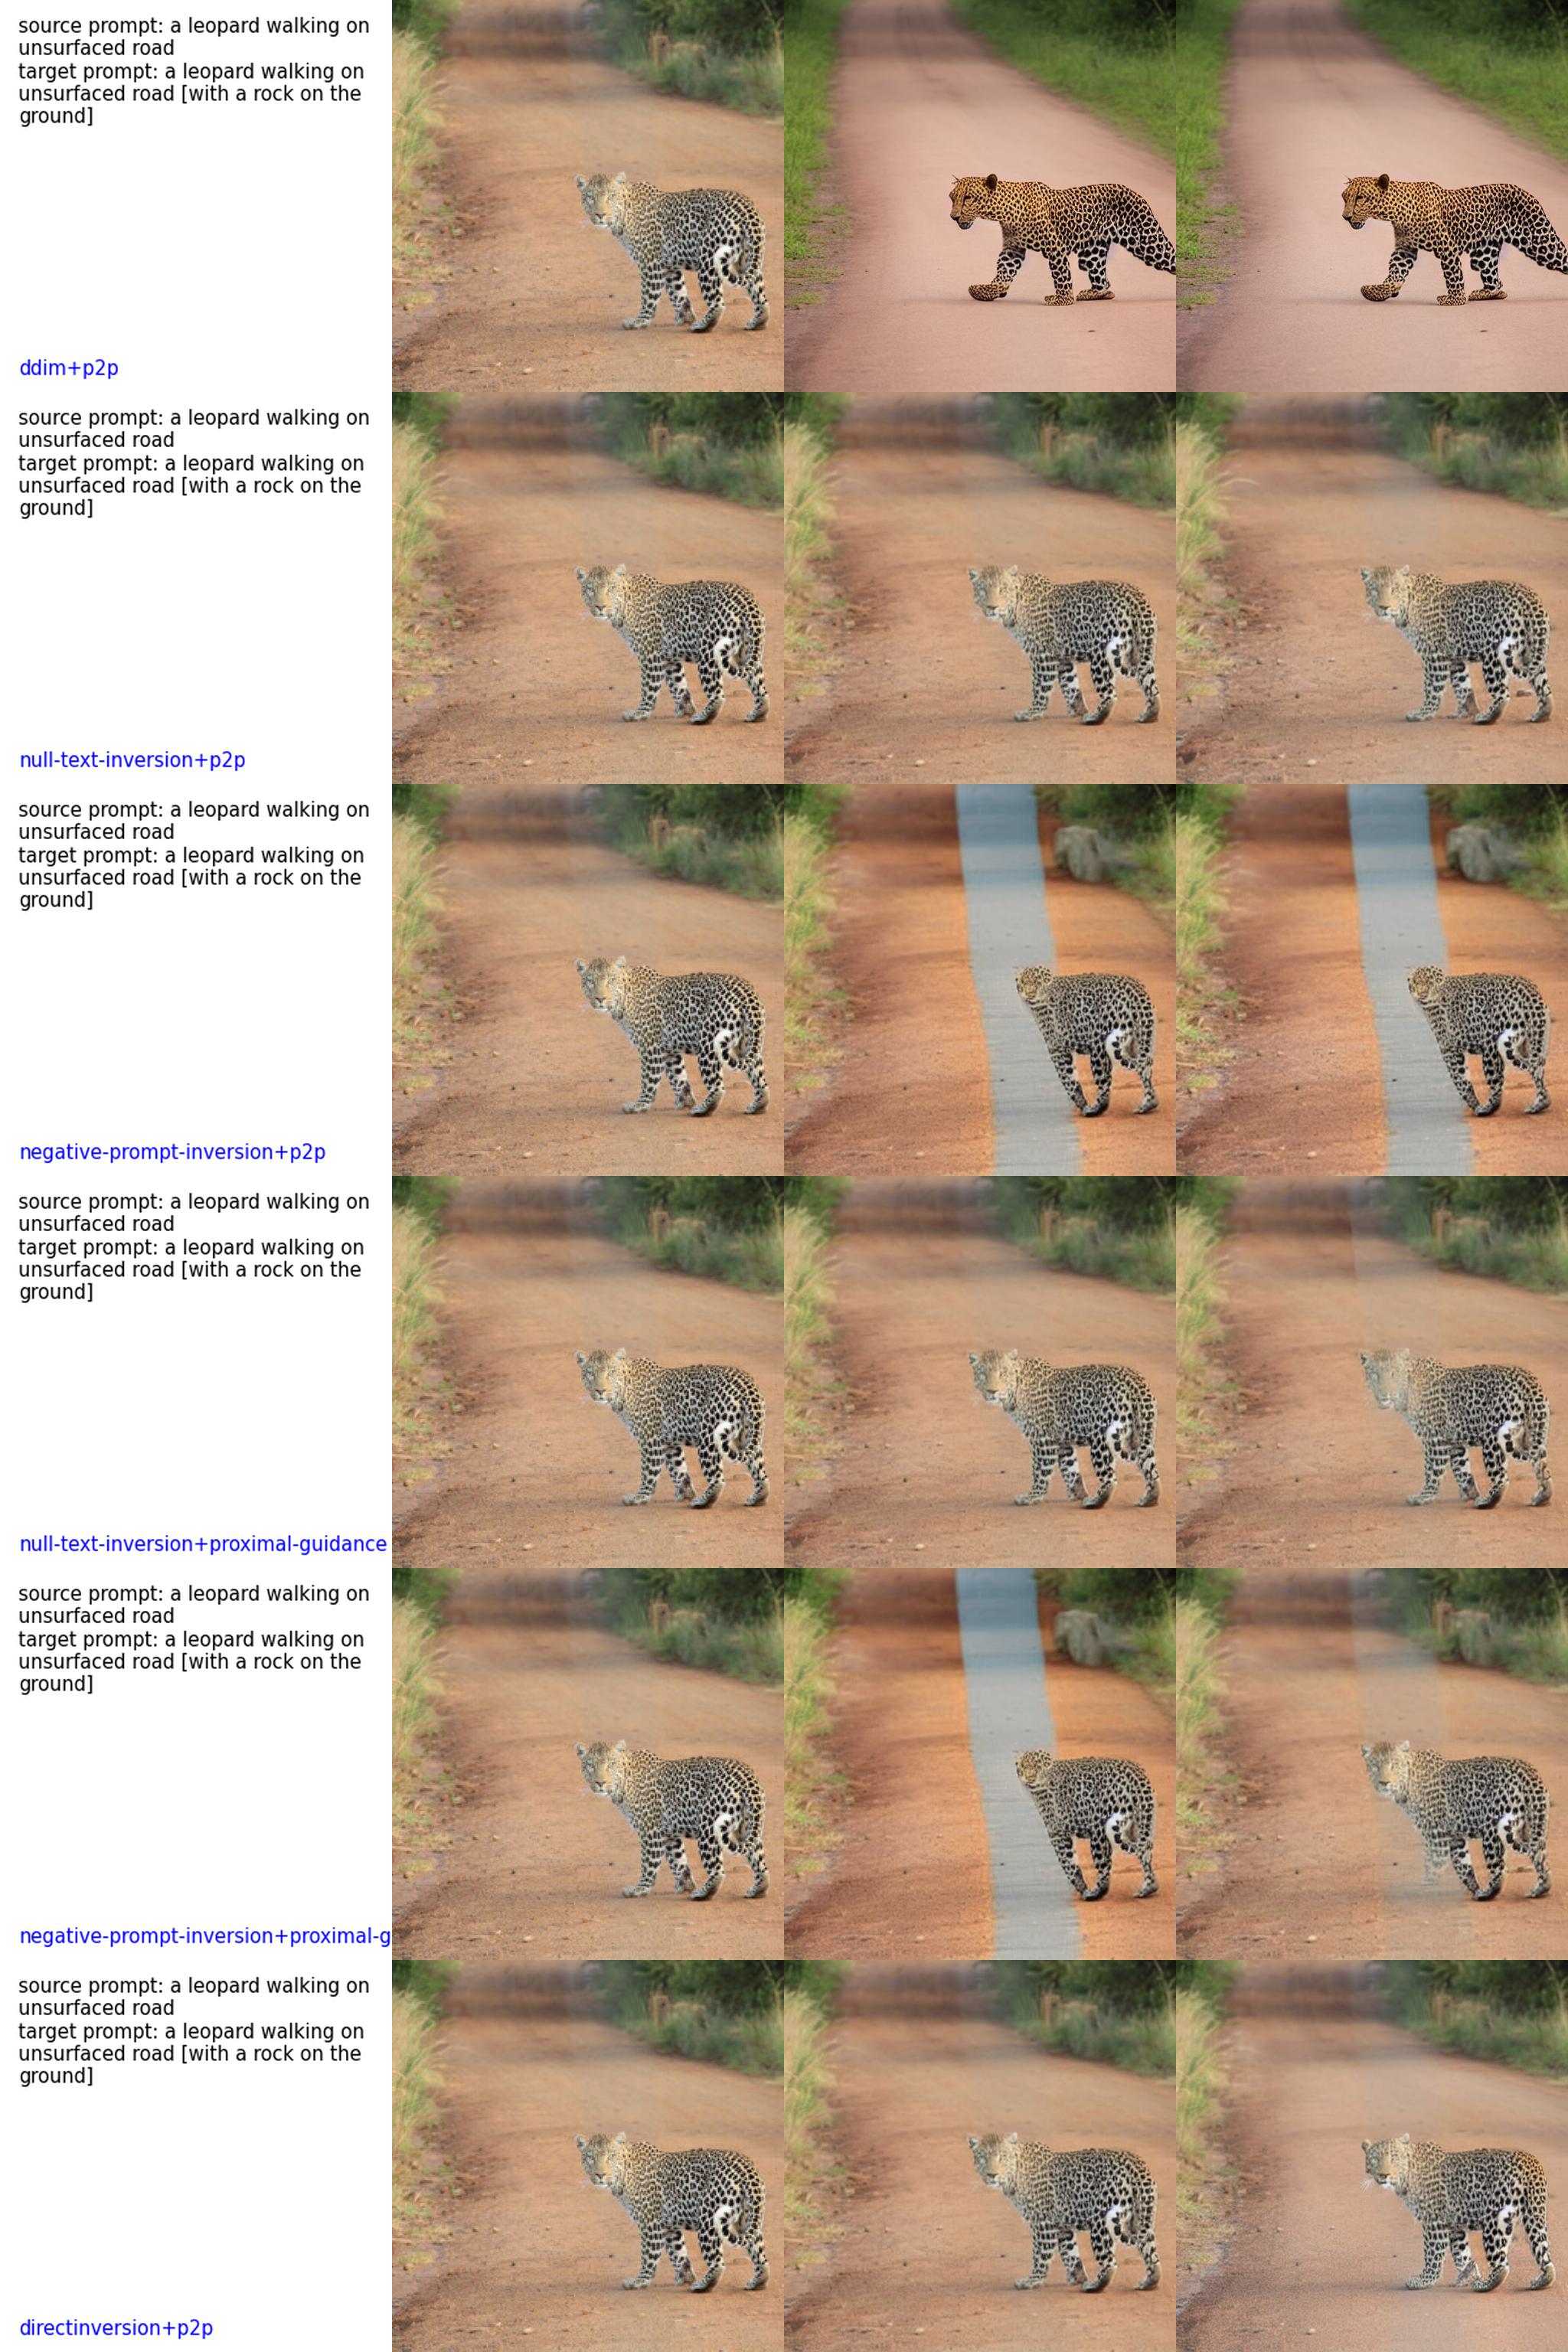 source prompt: a leopard walking on
unsurfaced road
target prompt: a leopard walking on
unsurfaced road [with a rock on the
ground]
ddim+p2p
source prompt: a leopard walking on
unsurfaced road
target prompt: a leopard walking on
unsurfaced road [with a rock on the
ground]
null-text-inversion+p2p
source prompt: a leopard walking on
unsurfaced road
target prompt: a leopard walking on
unsurfaced road [with a rock on the
ground]
negative-prompt-inversion+p2p
source prompt: a leopard walking on
unsurfaced road
target prompt: a leopard walking on
unsurfaced road [with a rock on the
ground]
null-text-inversion+proximal-guidance
source prompt: a leopard walking on
unsurfaced road
target prompt: a leopard walking on
unsurfaced road [with a rock on the
ground]
negative-prompt-inversion+proximal-g
source prompt: a leopard walking on
unsurfaced road
target prompt: a leopard walking on
unsurfaced road [with a rock on the
ground]
directinversion+p2p